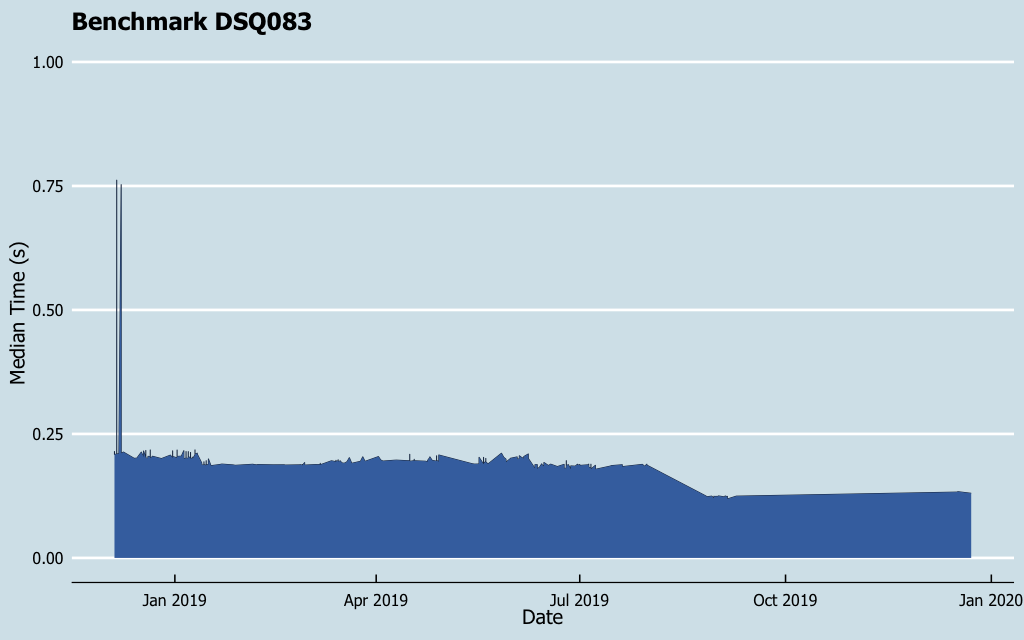 Benchmark DSQ083
1.00
0.75
0.50
0.25
0.00
Median Time (s)
Jan 2019
Apr 2019
Jul 2019
Oct 2019
Jan 2020
Date